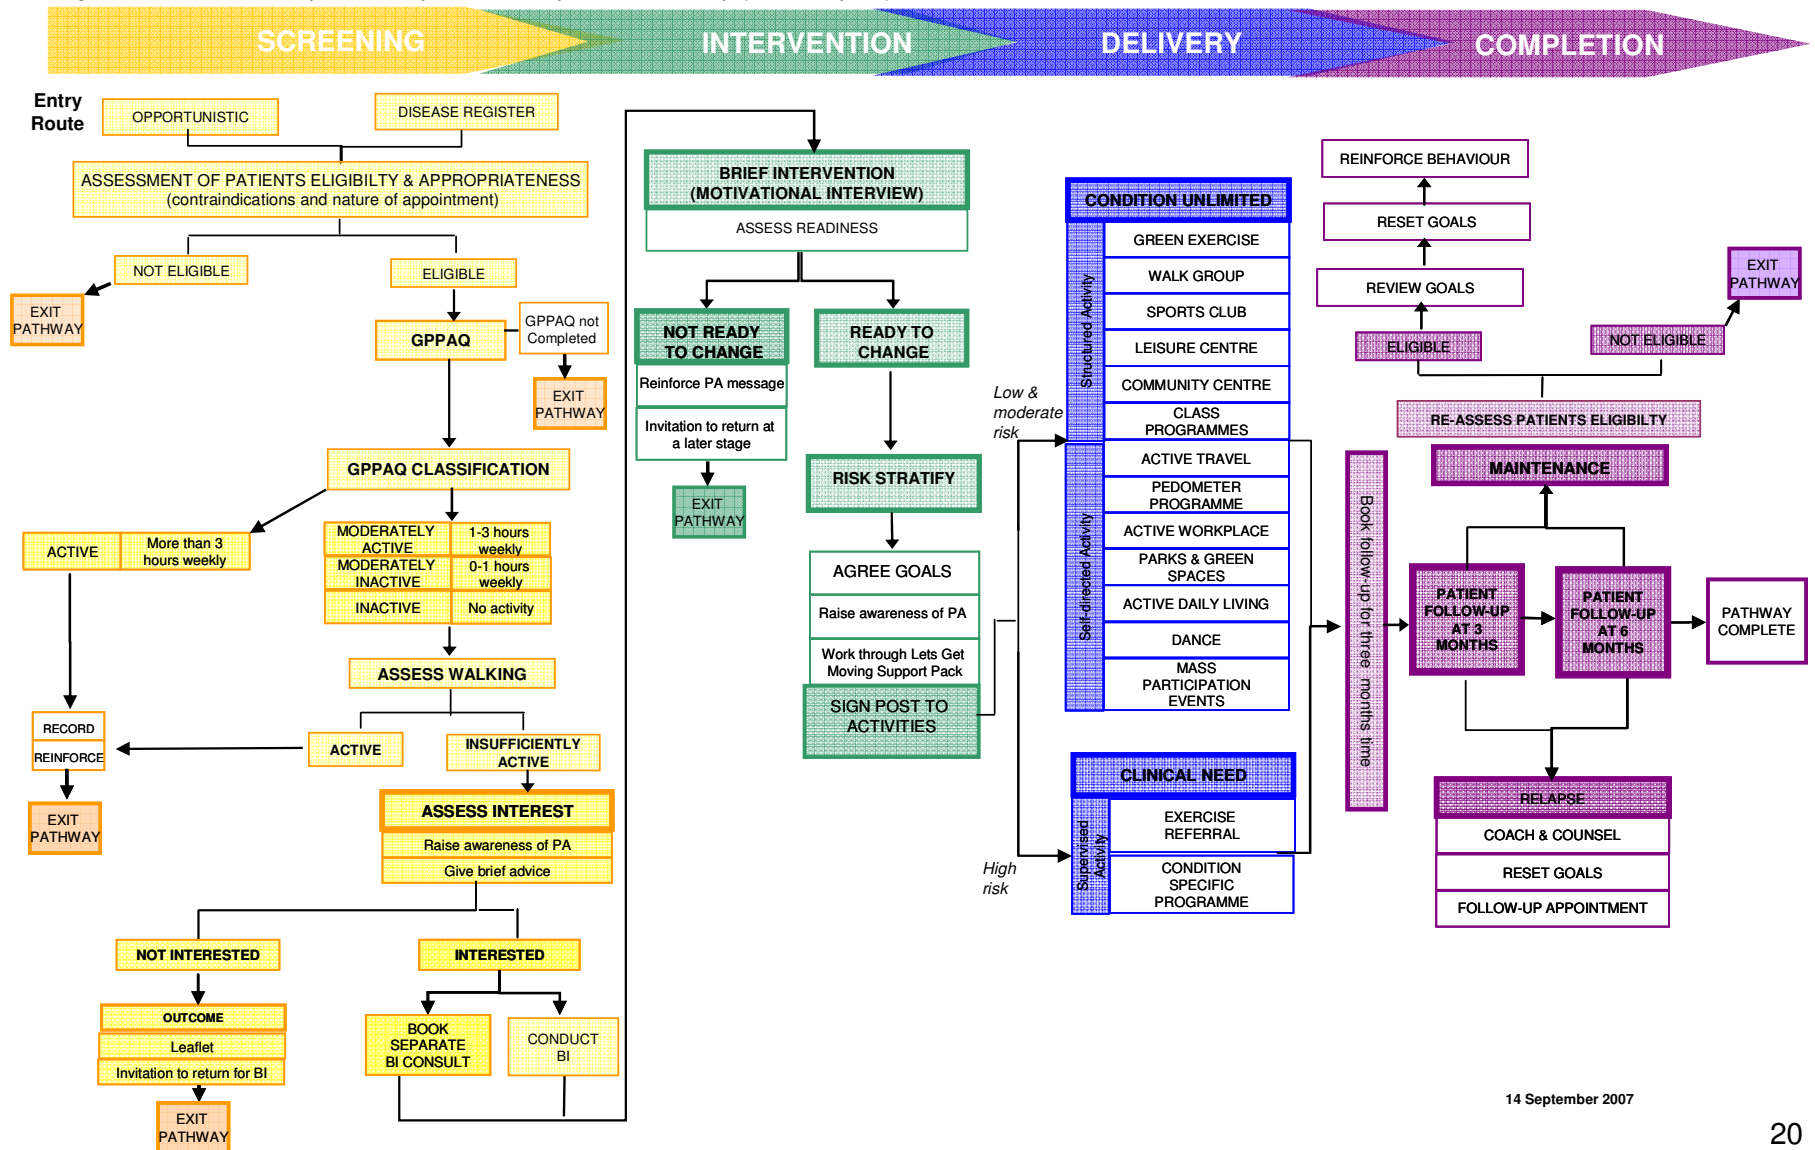 SCREENING
INTERVENTION
DELIVERY
COMPLETION
Entry
Route
OPPORTUNISTIC
DISEASE REGISTER
ASSESSMENT OF PATIENTS ELIGIBILTY & APPROPRIATENESS
(contraindications and nature of appointment)
NOT ELIGIBLE
ELIGIBLE
EXIT
PATHWAY
GPPAQ
GPPAQ not
Completed
EXIT
PATHWAY
GPPAQ CLASSIFICATION
ACTIVE
More than 3
hours weekly
MODERATELY
ACTIVE
1-3 hours
weekly
MODERATELY
INACTIVE
0-1 hours
weekly
INACTIVE
No activity
ASSESS WALKING
RECORD
REINFORCE
ACTIVE
INSUFFICIENTLY
ACTIVE
EXIT
PATHWAY
ASSESS INTEREST
Raise awareness of PA
Give brief advice
NOT INTERESTED
INTERESTED
OUTCOME
Leaflet
Invitation to return for BI
EXIT
PATHWAY
BOOK
SEPARATE
BI CONSULT
CONDUCT
BI
BRIEF INTERVENTION
(MOTIVATIONAL INTERVIEW)
ASSESS READINESS
NOT READY
TO CHANGE
Reinforce PA message
Invitation to return at
a later stage
EXIT
PATHWAY
READY TO
CHANGE
RISK STRATIFY
AGREE GOALS
Raise awareness of PA
Work through Lets Get
Moving Support Pack
SIGN POST TO
ACTIVITIES
Low &
moderate
risk
High
risk
CONDITION UNLIMITED
Structured Activity
GREEN EXERCISE
WALK GROUP
SPORTS CLUB
LEISURE CENTRE
COMMUNITY CENTRE
CLASS
PROGRAMMES
Self-directed Activity
ACTIVE TRAVEL
PEDOMETER
PROGRAMME
ACTIVE WORKPLACE
PARKS & GREEN
SPACES
ACTIVE DAILY LIVING
DANCE
MASS
PARTICIPATION
EVENTS
CLINICAL NEED
Supervised
Activity
EXERCISE
REFERRAL
CONDITION
SPECIFIC
PROGRAMME
REINFORCE BEHAVIOUR
RESET GOALS
REVIEW GOALS
EXIT
PATHWAY
ELIGIBLE
NOT ELIGIBLE
RE-ASSESS PATIENTS ELIGIBILTY
MAINTENANCE
Book follow-up for three months time
PATIENT
FOLLOW-UP
AT 3
MONTHS
PATIENT
FOLLOW-UP
AT 6
MONTHS
PATHWAY
COMPLETE
RELAPSE
COACH & COUNSEL
RESET GOALS
FOLLOW-UP APPOINTMENT
14 September 2007
20